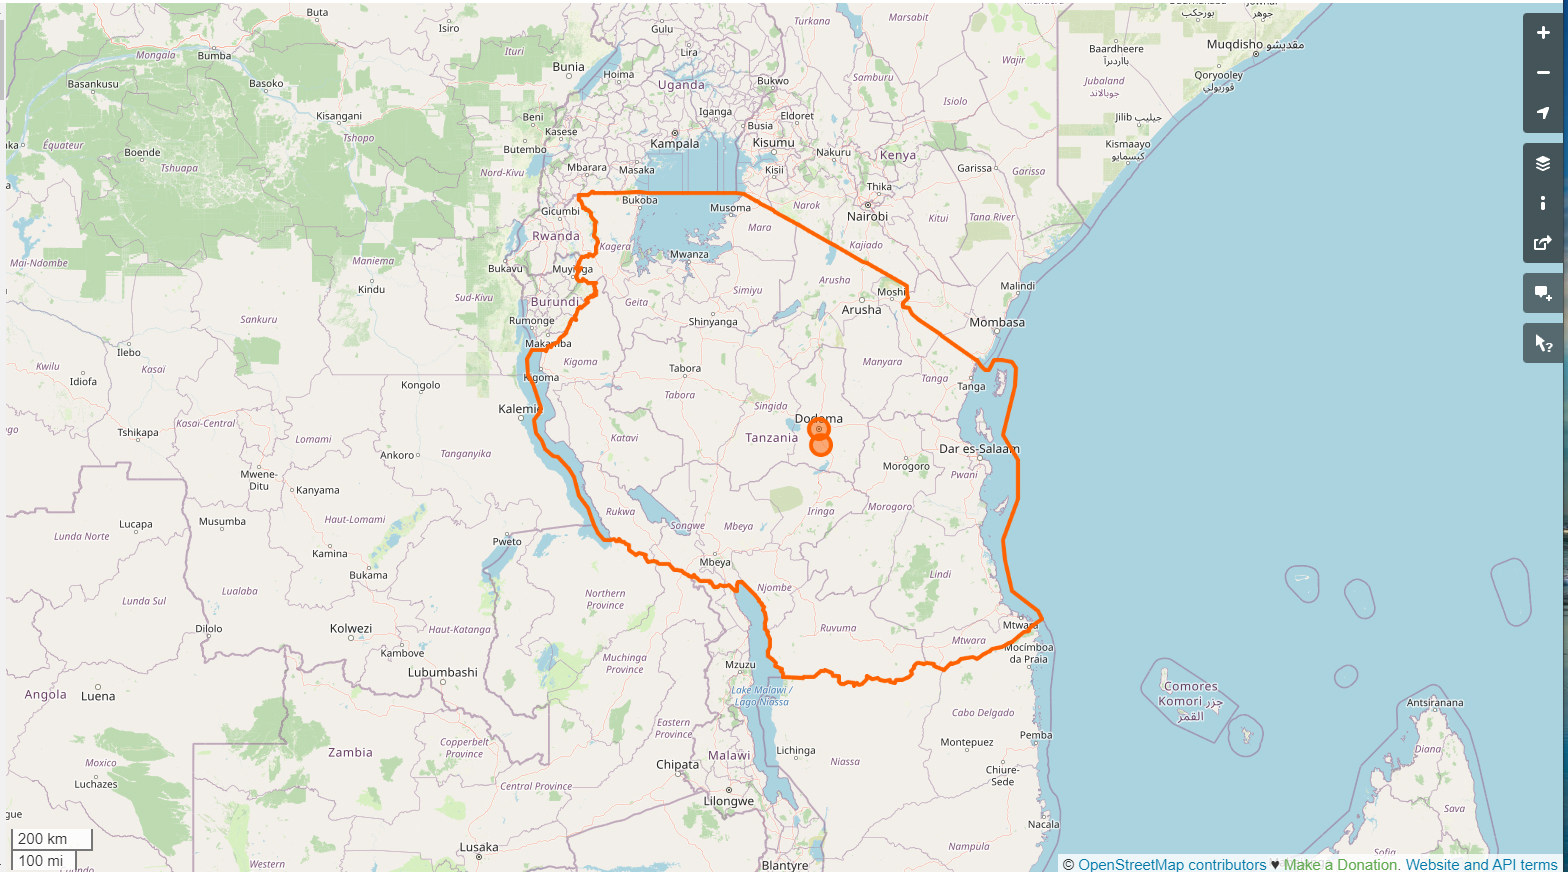 Buta
Isiro
Gulu
Turkana
Marsabit
جوهر
بورجكب
Mongala
Bumba
Ituri
Lira
Baardheere
بااردېرآ
Muqdisho مقديشو
Bunia
Hoima
Uganda
Bukwo
Samburu
Wajir
Basankusu
Basoko
Jubaland
جوبالاند
Qoryooley
قوريولي
Kisangani
Beni
Iganga
Eldoret
Isiolo
Jilib جيليب
Kasese
Busia
Équateur
Tshopo
Butembo
Kampala
Kisumu
Nakuru
Kenya
Kismaayo
كيسمايو
Boende
Tshuapa
Nord-Kivu
Mbarara
Masaka
Kisii
Garissa
Garissa
Thika
Gicumbi
Bukoba
Musoma
Narok
Nairobi
Kitui
Tana River
Rwanda
Kagera
Mara
Kajiado
Mai-Ndombe
Maniema
Bukavu
Muyinga
Mwanza
Kindu
Sud-Kivu
Burundi
Geita
Simiyu
Arusha
Moshi
Malindi
Sankuru
Rumonge
Shinyanga
Arusha
Mombasa
Ilebo
Makamba
Kwilu
Kasaï
Kigoma
Tabora
Manyara
Idiofa
Kongolo
Kigoma
Tanga
Tanga
Kalemie
Tabora
Singida
Dodoma
Kasaï-Central
Tshikapa
Lomami
Katavi
Tanzania
Ankoro
Tanganyika
Dar es-Salaam
Mwene-
Ditu
Morogoro
Pwani
Kanyama
Lucapa
Musumba
Haut-Lomami
Rukwa
Songwe
Mbeya
Iringa
Morogoro
Lunda Norte
Pweto
Kamina
Mbeya
Bukama
Njombe
Lindi
Lunda Sul
Lualaba
Northern
Province
Dilolo
Kolwezi
Haut-Katanga
Ruvuma
Mtwara
Mtwara
Kambove
Muchinga
Province
Mocímboa
da Praia
Lubumbashi
Mzuzu
Angola
Luena
Lake Malawi /
Lago Niassa
Comores
Komori جزر
القمر
Antsiranana
Cabo Delgado
Eastern
Province
Zambia
Copperbelt
Province
Malawi
Lichinga
Montepuez
Pemba
Diana
Moxico
Chipata
Niassa
Luchazes
Central Province
Chiure-
Sede
Lilongwe
Sava
Nacala
200 km
100 mi
Lusaka
Nampula
Western
Blantyre
Sofia
© OpenStreetMap contributors ♥ Make a Donation. Website and API terms